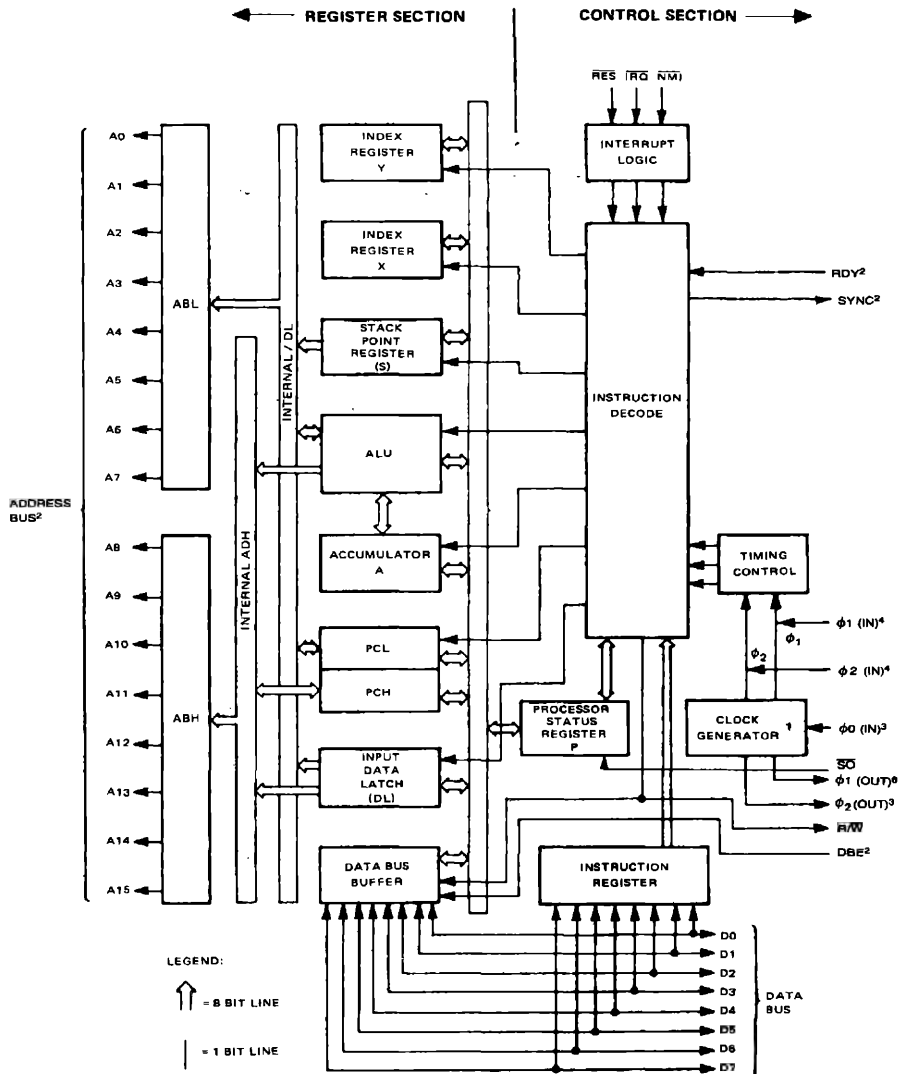 REGISTER SECTION
CONTROL SECTION
RES IRQ NMI
INTERRUPT
LOGIC
INDEX
REGISTER
Y
INDEX
REGISTER
X
STACK
POINT
REGISTER
(S)
ALU
ACCUMULATOR
A
PCL
PCH
INPUT
DATA
LATCH
(DL)
DATA BUS
BUFFER
A0
A1
A2
A3
A4
A5
A6
A7
ADDRESS
BUS²
A8
A9
A10
A11
A12
A13
A14
A15
ABL
ABH
INTERNAL ADH
INTERNAL / DL
INSTRUCTION
DECODE
RDY²
SYNC²
TIMING
CONTROL
ϕ1 (IN)⁴
ϕ1
ϕ2
ϕ2 (IN)⁴
CLOCK
GENERATOR 1
ϕ0 (IN)³
PROCESSOR
STATUS
REGISTER
P
SO
ϕ1 (OUT)⁶
ϕ2 (OUT)³
R/W
DBE²
INSTRUCTION
REGISTER
D0
D1
D2
D3
D4
D5
D6
D7
DATA
BUS
LEGEND:
= 8 BIT LINE
= 1 BIT LINE